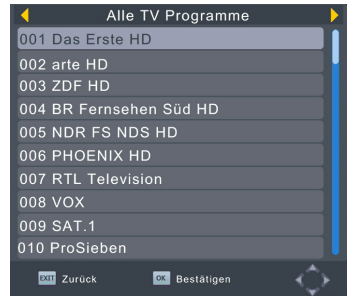 Alle TV Programme
001 Das Erste HD
002 arte HD
003 ZDF HD
004 BR Fernsehen Süd HD
005 NDR FS NDS HD
006 PHOENIX HD
007 RTL Television
008 VOX
009 SAT.1
010 ProSieben
EXIT Zurück OK Bestätigen